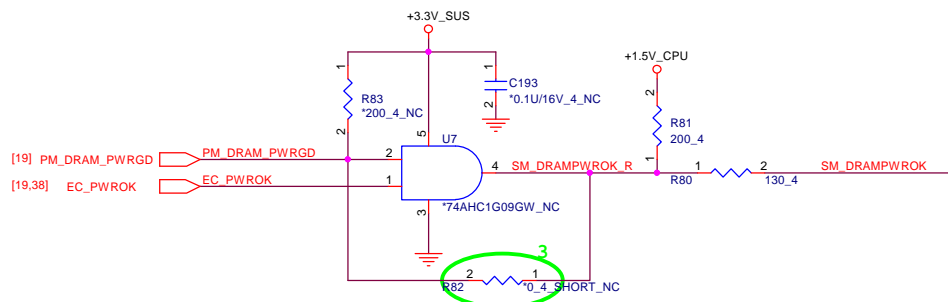 +3.3V_SUS
+1.5V_CPU
1
1
C193
*0.1U/16V_4_NC
2
R83
*200_4_NC
2
2
R81
200_4
1
5
U7
[19] PM_DRAM_PWRGD PM_DRAM_PWRGD 2
4 SM_DRAMPWROK_R
R80 1 2 130_4 SM_DRAMPWROK
[19,38] EC_PWROK EC_PWROK 1
*74AHC1G09GW_NC
3
3
R82 2 1 *0_4_SHORT_NC